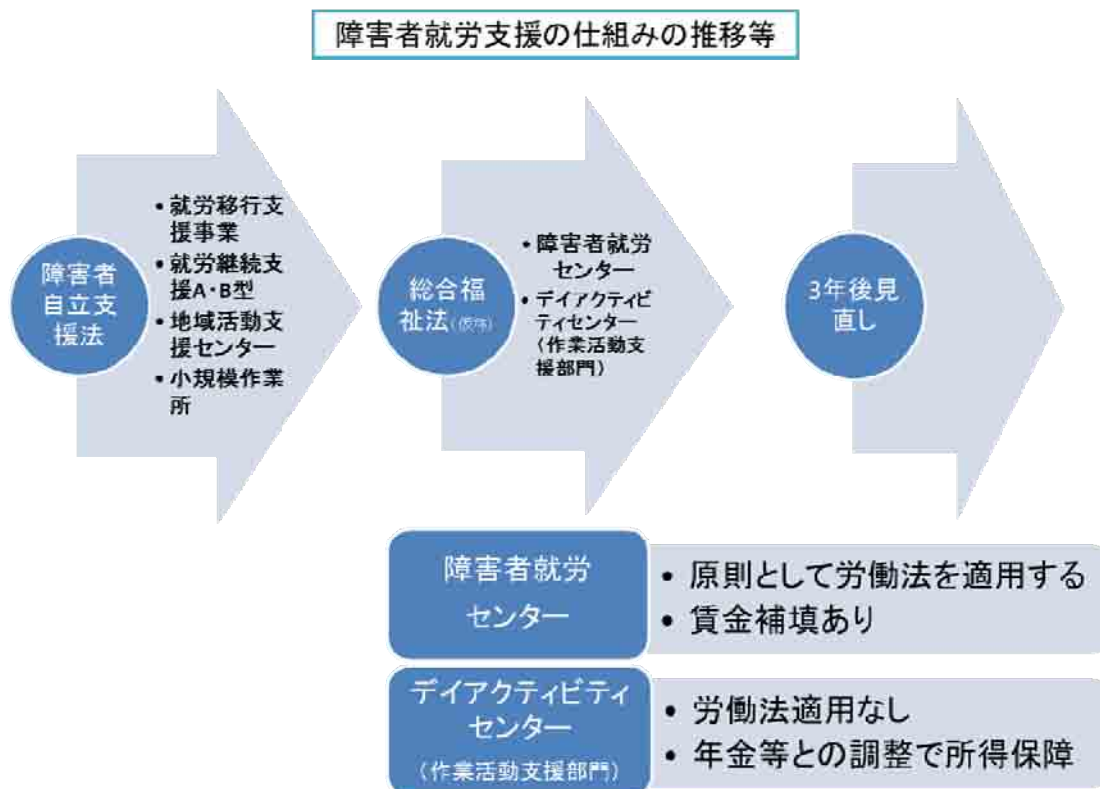 障害者就労支援の仕組みの推移等
障害者
自立支
援法
• 就労移行支
援事業
• 就労継続支
援A・B型
• 地域活動支
援センター
• 小規模作業
所
総合福
祉法(仮称)
• 障害者就労
センター
• デイアクティビ
ティセンター
(作業活動支
援部門)
3年後見
直し
障害者就労
センター
• 原則として労働法を適用する
• 賃金補填あり
デイアクティビティ
センター
(作業活動支援部門)
• 労働法適用なし
• 年金等との調整で所得保障